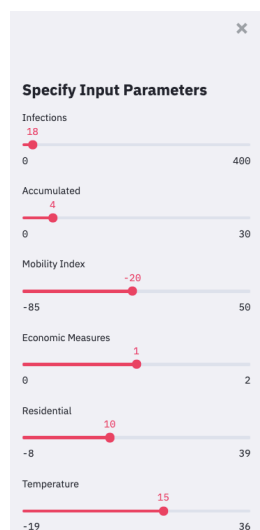 ×
Specify Input Parameters
Infections
18
0 400
Accumulated
4
0 30
Mobility Index
-20
-85 50
Economic Measures
1
0 2
Residential
10
-8 39
Temperature
15
-19 36